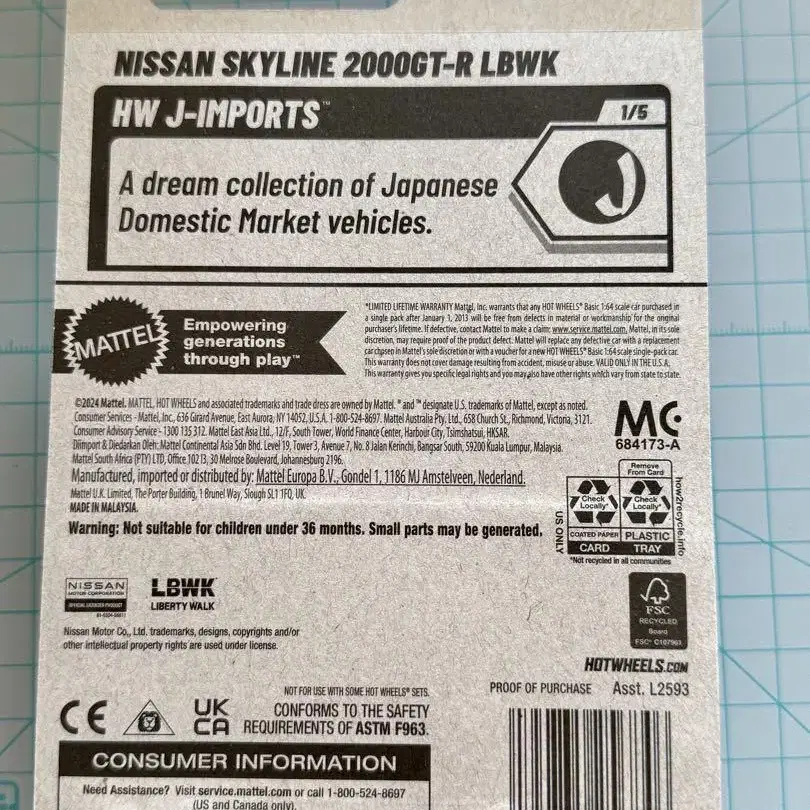 NISSAN SKYLINE 2000GT-R LBWK
HW J-IMPORTS™
1/5
A dream collection of Japanese
Domestic Market vehicles.
MATTEL
Empowering
generations
through play™
*LIMITED LIFETIME WARRANTY Mattel, Inc. warrants that any HOT WHEELS® Basic 1:64 scale car purchased in
a single pack after January 1, 2013 will be free from defects in material or workmanship for the original
purchaser's lifetime. If defective, contact Mattel to make a claim: www.service.mattel.com. Mattel, in its sole
discretion, may require proof of the product defect. Mattel will replace any defective car with a replacement
car chosen in Mattel's sole discretion or with a voucher for a new HOT WHEELS® Basic 1:64 scale single-pack car.
This warranty does not cover damage resulting from accident, misuse or abuse. VALID ONLY IN THE U.S.A.
This warranty gives you specific legal rights and you may also have other rights which vary from state to state.
©2024 Mattel. MATTEL, HOT WHEELS and associated trademarks and trade dress are owned by Mattel. ® and ™ designate U.S. trademarks of Mattel, except as noted.
Consumer Services - Mattel, Inc., 636 Girard Avenue, East Aurora, NY 14052, U.S.A. 1-800-524-8697. Mattel Australia Pty. Ltd., 658 Church St., Richmond, Victoria, 3121.
Consumer Advisory Service - 1300 135 312. Mattel East Asia Ltd., 12/F, South Tower, World Finance Center, Harbour City, Tsimshatsui, HKSAR.
Diimport & Diedarkan Oleh: Mattel Continental Asia Sdn Bhd. Level 19, Tower 3, Avenue 7, No. 8 Jalan Kerinchi, Bangsar South, 59200 Kuala Lumpur, Malaysia.
Mattel South Africa (PTY) LTD, Office 102 I3, 30 Melrose Boulevard, Johannesburg 2196.
Manufactured, imported or distributed by: Mattel Europa B.V., Gondel 1, 1186 MJ Amstelveen, Nederland.
Mattel U.K. Limited, The Porter Building, 1 Brunel Way, Slough SL1 1FQ, UK.
MADE IN MALAYSIA.
Warning: Not suitable for children under 36 months. Small parts may be generated.
MC
684173-A
Remove
From Card
Check
Locally*
Check
Locally*
COATED PAPER
PLASTIC
CARD
TRAY
US ONLY
how2recycle.info
*Not recycled in all communities
NISSAN
MOTOR CORPORATION
OFFICIAL LICENSED PRODUCT
LBWK
LIBERTY WALK
Nissan Motor Co., Ltd. trademarks, designs, copyrights and/or
other intellectual property rights are used under license.
FSC
RECYCLED
Board
FSC® C107963
HOTWHEELS.COM
PROOF OF PURCHASE Asst. L2593
CE
UK
CA
NOT FOR USE WITH SOME HOT WHEELS® SETS.
CONFORMS TO THE SAFETY
REQUIREMENTS OF ASTM F963.
CONSUMER INFORMATION
Need Assistance? Visit service.mattel.com or call 1-800-524-8697
(US and Canada only).